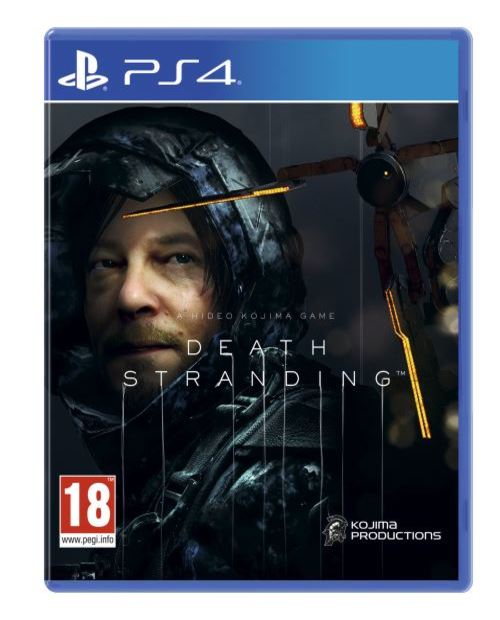 PS4
A HIDEO KOJIMA GAME
DEATH
STRANDING™
18
www.pegi.info
KOJIMA
PRODUCTIONS